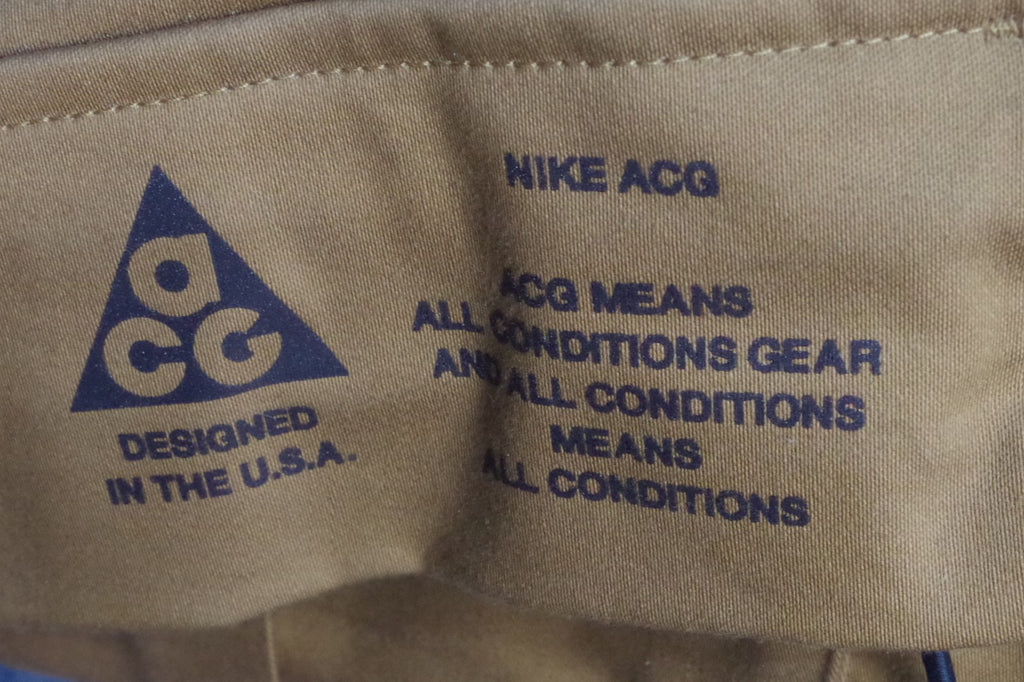 aCG
DESIGNED
IN THE U.S.A.
NIKE ACG
ACG MEANS
ALL CONDITIONS GEAR
AND ALL CONDITIONS
MEANS
ALL CONDITIONS